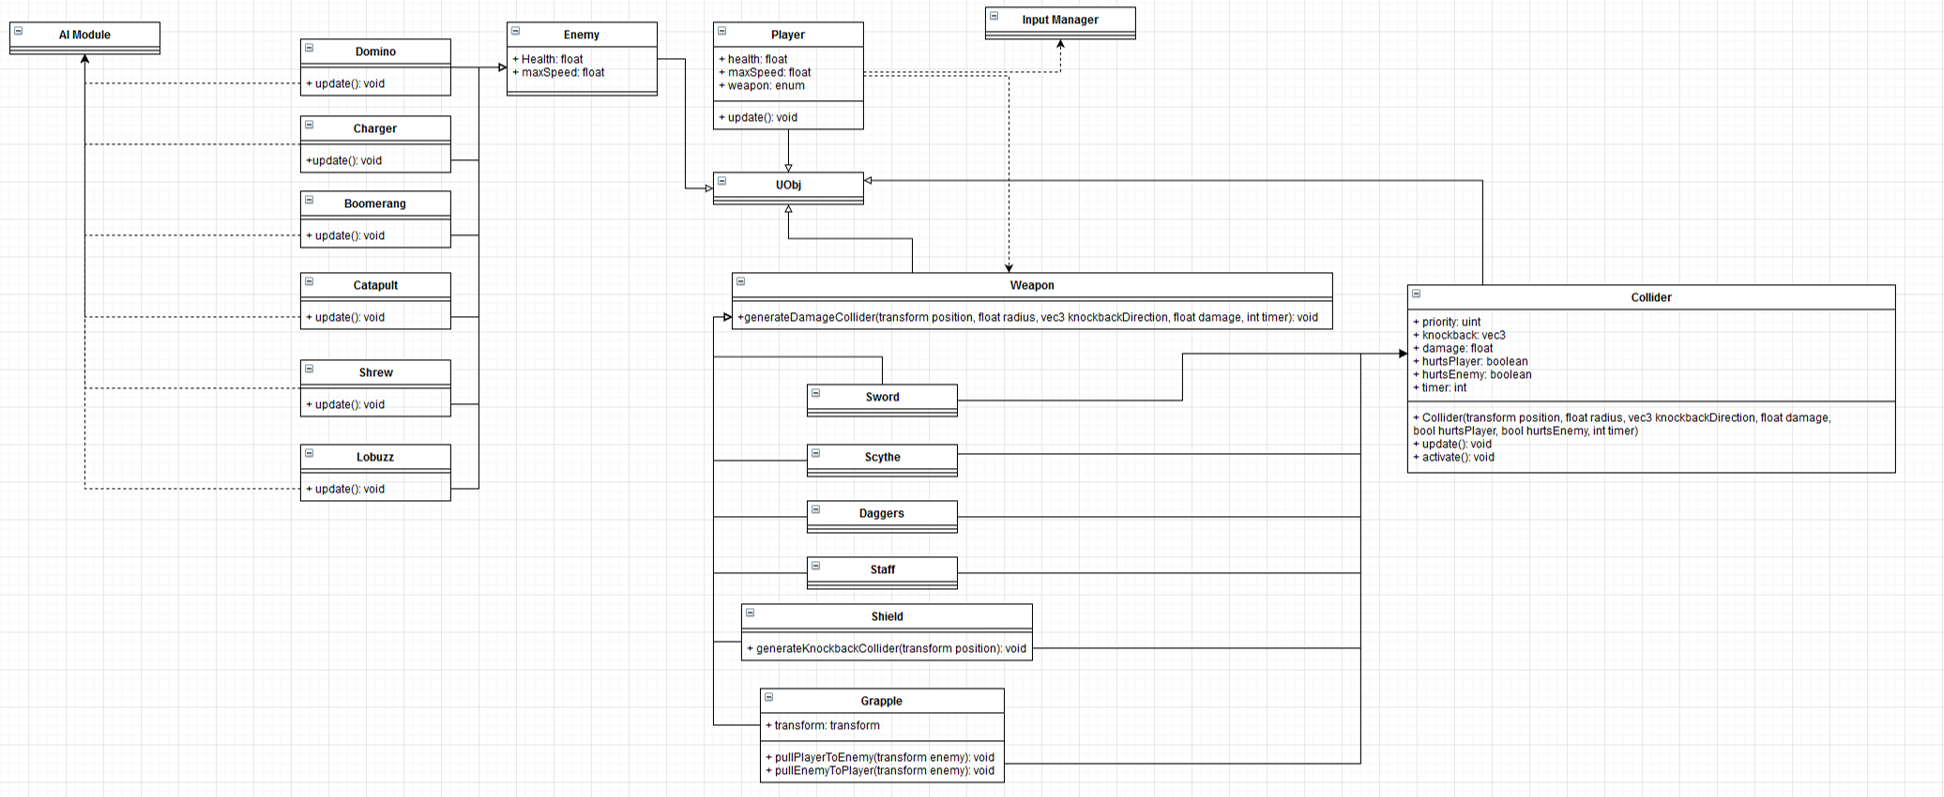 AI Module
Domino
+ update(): void
Charger
+update(): void
Boomerang
+ update(): void
Catapult
+ update(): void
Shrew
+ update(): void
Lobuzz
+ update(): void
Enemy
+ Health: float
+ maxSpeed: float
Player
+ health: float
+ maxSpeed: float
+ weapon: enum
+ update(): void
Input Manager
UObj
Weapon
+generateDamageCollider(transform position, float radius, vec3 knockbackDirection, float damage, int timer): void
Sword
Scythe
Daggers
Staff
Shield
+ generateKnockbackCollider(transform position): void
Grapple
+ transform: transform
+ pullPlayerToEnemy(transform enemy): void
+ pullEnemyToPlayer(transform enemy): void
Collider
+ priority: uint
+ knockback: vec3
+ damage: float
+ hurtsPlayer: boolean
+ hurtsEnemy: boolean
+ timer: int
+ Collider(transform position, float radius, vec3 knockbackDirection, float damage,
bool hurtsPlayer, bool hurtsEnemy, int timer)
+ update(): void
+ activate(): void